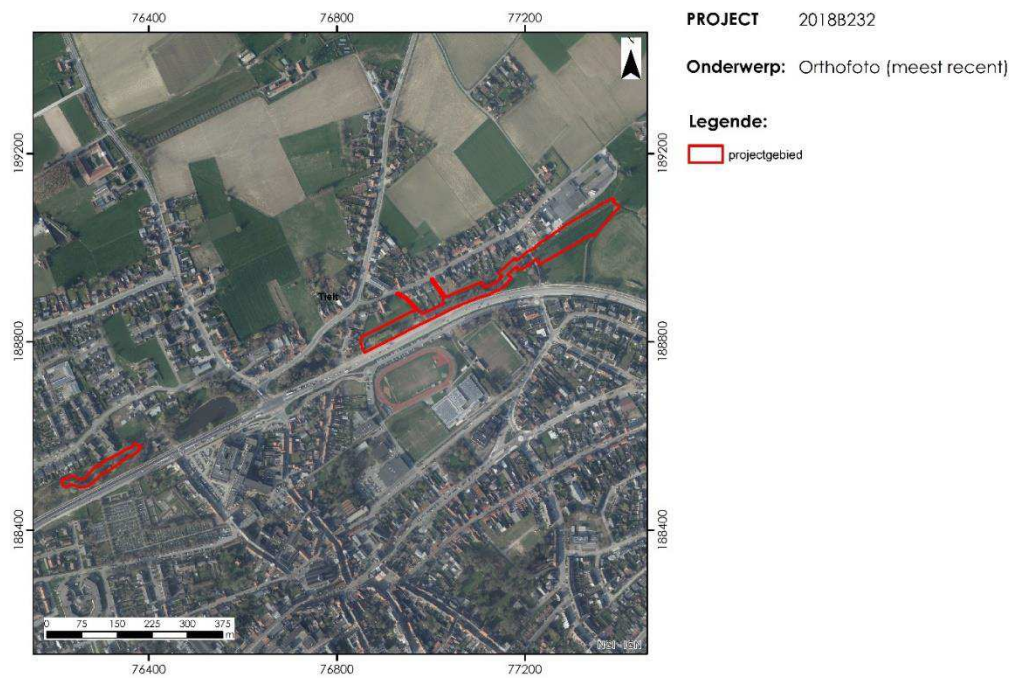 76400 76800 77200
PROJECT 2018B232
Onderwerp: Orthofoto (meest recent)
Legende:
projectgebied
N
189200 189200
Tielt
188800 188800
188400 188400
0 75 150 225 300 375
m
NGI - IGN
76400 76800 77200